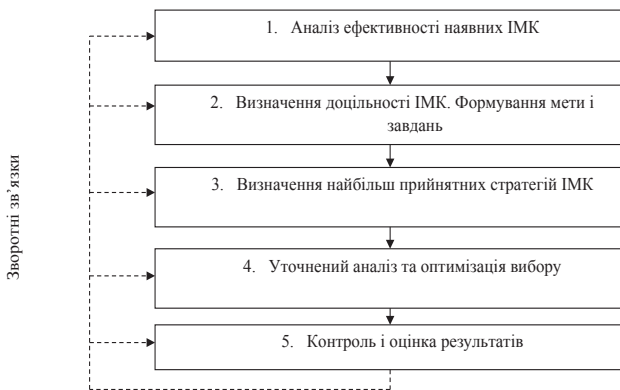 1. Аналіз ефективності наявних ІМК
2. Визначення доцільності ІМК. Формування мети і
завдань
3. Визначення найбільш прийнятних стратегій ІМК
4. Уточнений аналіз та оптимізація вибору
5. Контроль і оцінка результатів
Зворотні зв’язки